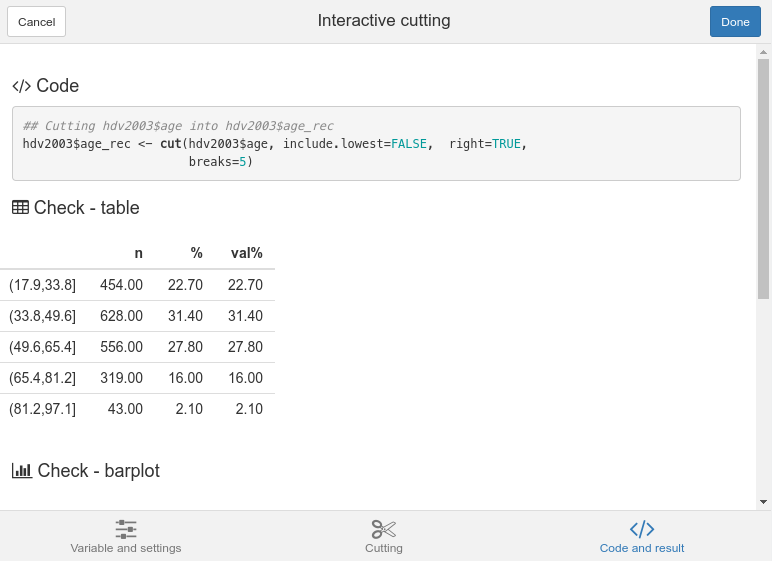 Cancel
Interactive cutting
Done
Code
## Cutting hdv2003$age into hdv2003$age_rec
hdv2003$age_rec <- cut(hdv2003$age, include.lowest=FALSE,  right=TRUE,
breaks=5)
Check - table
n % val%
(17.9,33.8] 454.00 22.70 22.70
(33.8,49.6] 628.00 31.40 31.40
(49.6,65.4] 556.00 27.80 27.80
(65.4,81.2] 319.00 16.00 16.00
(81.2,97.1] 43.00 2.10 2.10
Check - barplot
Variable and settings
Cutting
Code and result